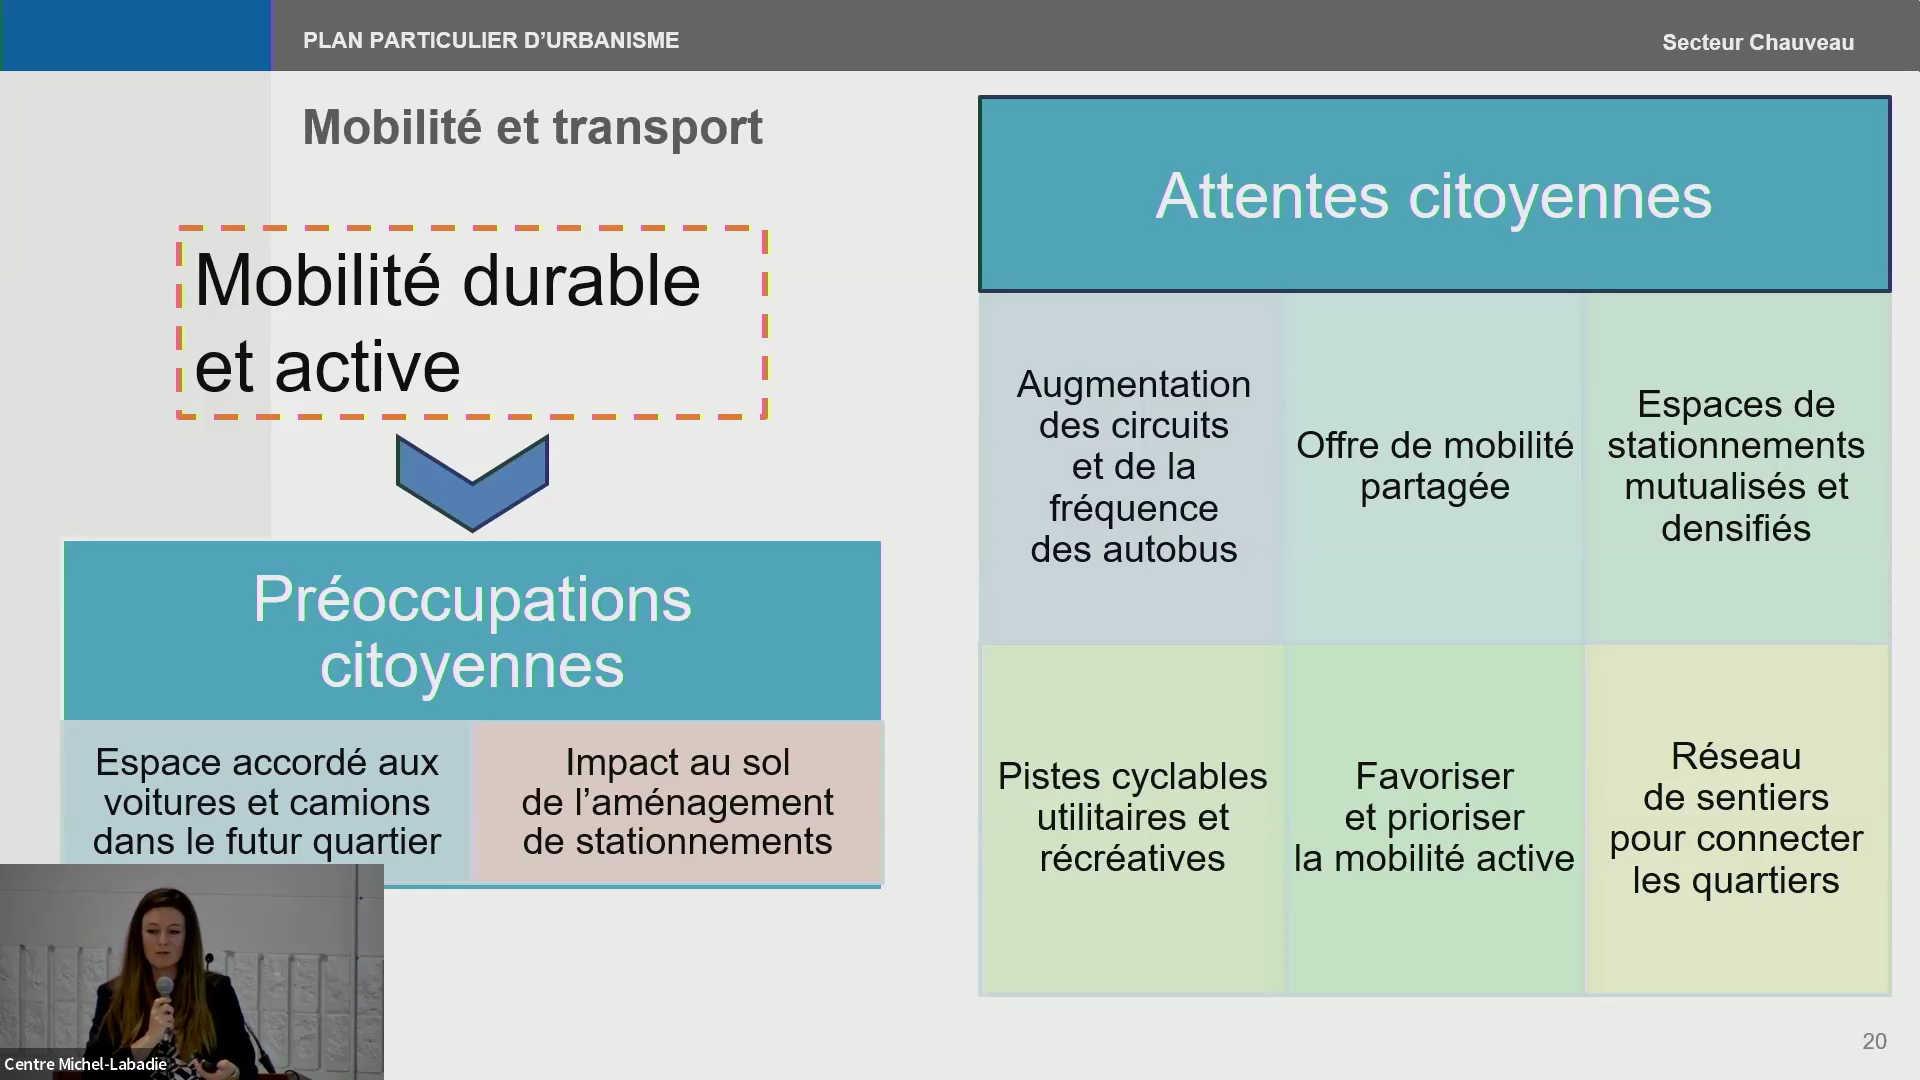 PLAN PARTICULIER D’URBANISME
Secteur Chauveau
Mobilité et transport
Mobilité durable
et active
Préoccupations
citoyennes
Espace accordé aux
voitures et camions
dans le futur quartier
Impact au sol
de l’aménagement
de stationnements
Attentes citoyennes
Augmentation
des circuits
et de la
fréquence
des autobus
Offre de mobilité
partagée
Espaces de
stationnements
mutualisés et
densifiés
Pistes cyclables
utilitaires et
récréatives
Favoriser
et prioriser
la mobilité active
Réseau
de sentiers
pour connecter
les quartiers
Centre Michel-Labadie
20